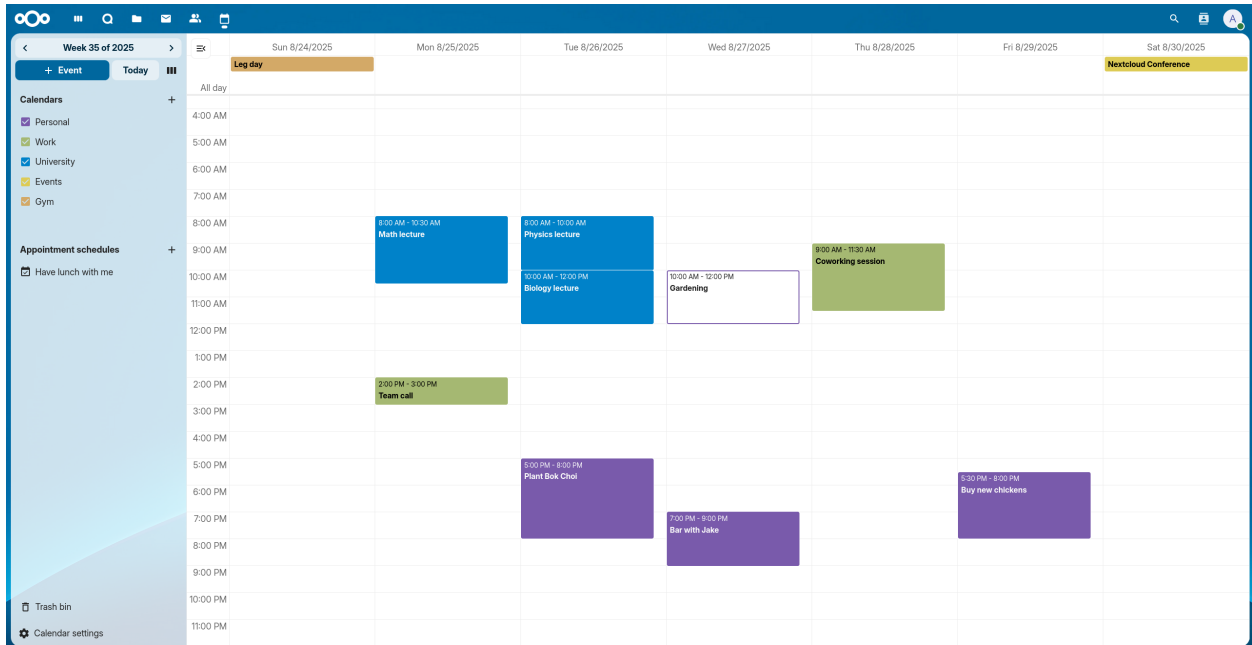 Week 35 of 2025
+ Event
Today
Calendars
Personal
Work
University
Events
Gym
Appointment schedules
Have lunch with me
Trash bin
Calendar settings
A
Sun 8/24/2025
Mon 8/25/2025
Tue 8/26/2025
Wed 8/27/2025
Thu 8/28/2025
Fri 8/29/2025
Sat 8/30/2025
Leg day
Nextcloud Conference
All day
4:00 AM
5:00 AM
6:00 AM
7:00 AM
8:00 AM
8:00 AM - 10:30 AM
Math lecture
8:00 AM - 10:00 AM
Physics lecture
9:00 AM
9:00 AM - 11:30 AM
Coworking session
10:00 AM
10:00 AM - 12:00 PM
Biology lecture
10:00 AM - 12:00 PM
Gardening
11:00 AM
12:00 PM
1:00 PM
2:00 PM
2:00 PM - 3:00 PM
Team call
3:00 PM
4:00 PM
5:00 PM
5:00 PM - 8:00 PM
Plant Bok Choi
5:30 PM - 8:00 PM
Buy new chickens
6:00 PM
7:00 PM
7:00 PM - 9:00 PM
Bar with Jake
8:00 PM
9:00 PM
10:00 PM
11:00 PM